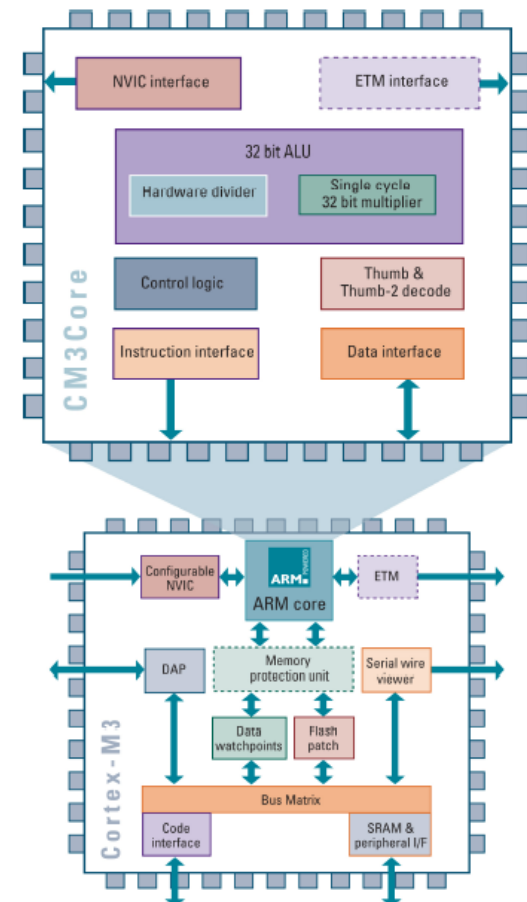 NVIC interface
ETM interface
32 bit ALU
Hardware divider
Single cycle
32 bit multiplier
Control logic
Thumb &
Thumb-2 decode
Instruction interface
Data interface
CM3Core
Configurable
NVIC
ARM
POWERED
ARM core
ETM
DAP
Memory
protection unit
Serial wire
viewer
Data
watchpoints
Flash
patch
Bus Matrix
Code
interface
SRAM &
peripheral I/F
Cortex-M3